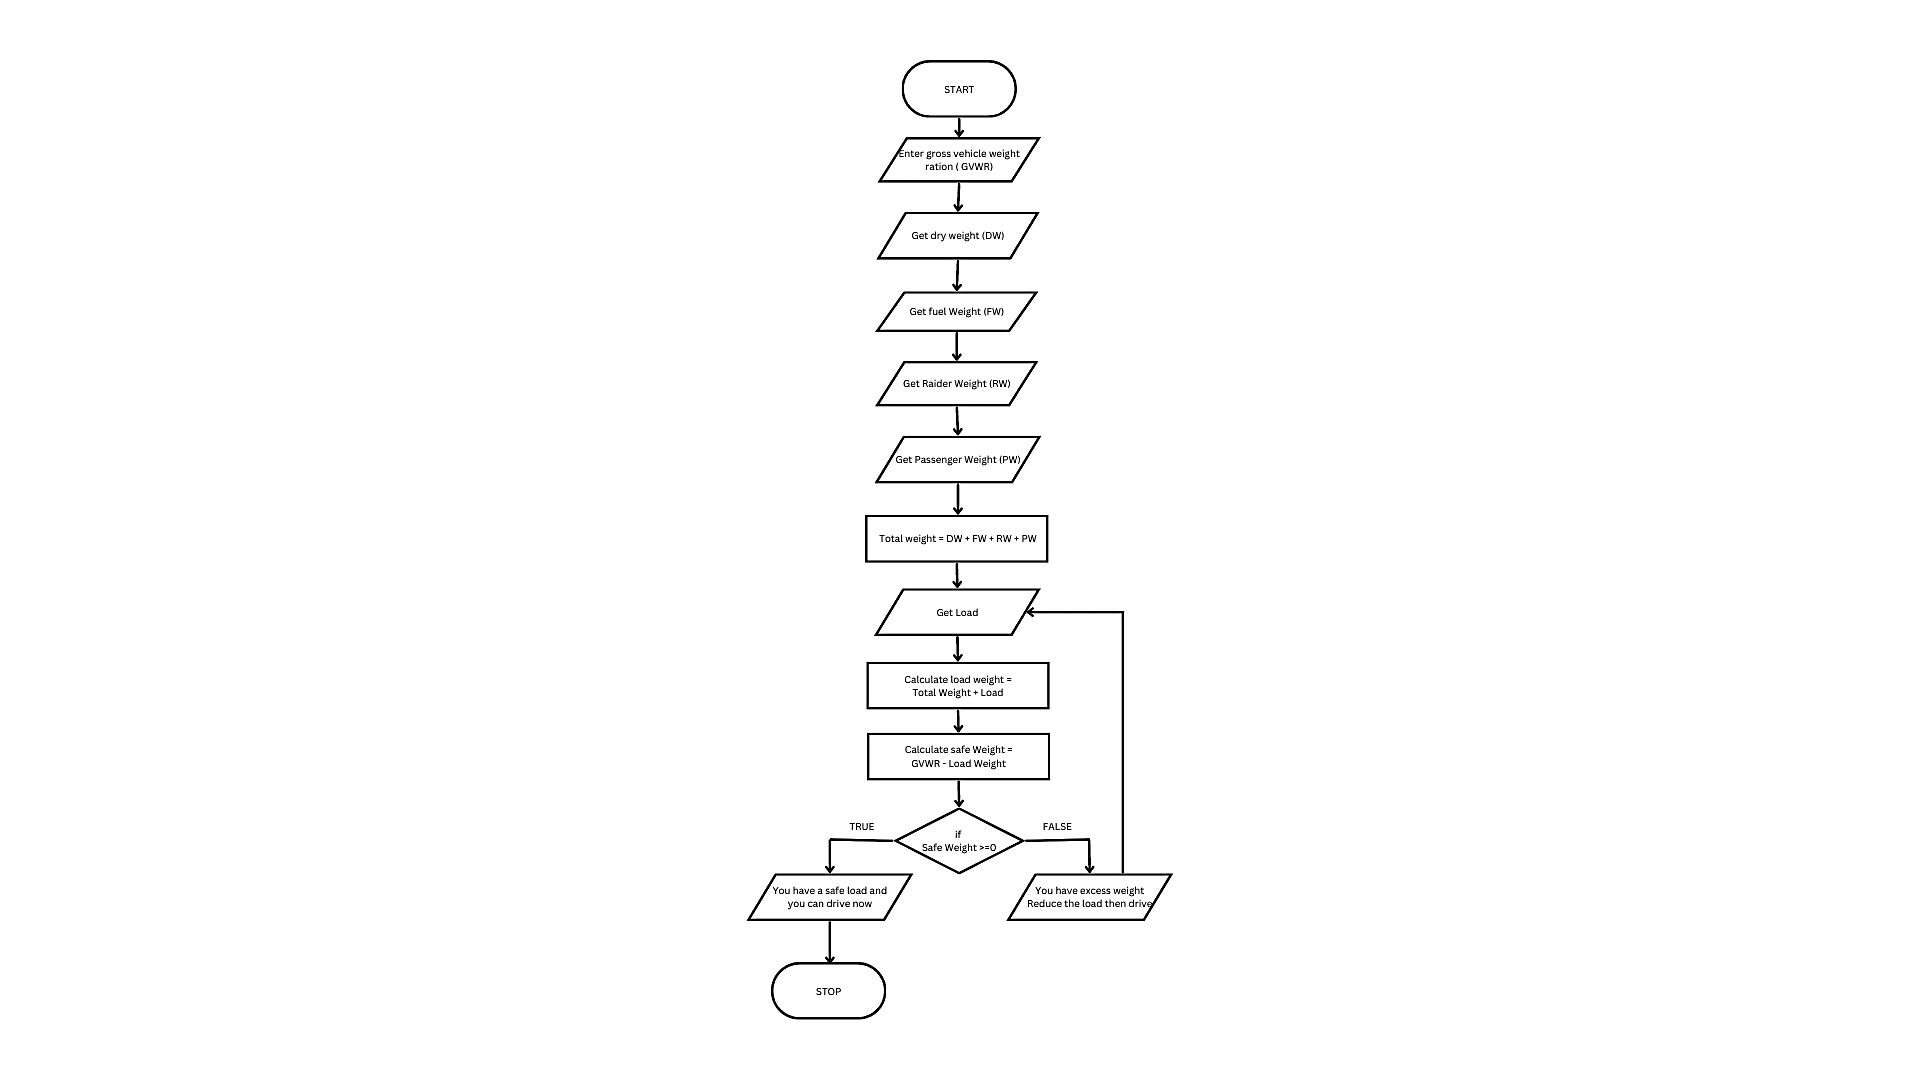 START
Enter gross vehicle weight
ration ( GVWR)
Get dry weight (DW)
Get fuel Weight (FW)
Get Raider Weight (RW)
Get Passenger Weight (PW)
Total weight = DW + FW + RW + PW
Get Load
Calculate load weight =
Total Weight + Load
Calculate safe Weight =
GVWR - Load Weight
TRUE
FALSE
if
Safe Weight >=0
You have a safe load and
you can drive now
You have excess weight
Reduce the load then drive
STOP